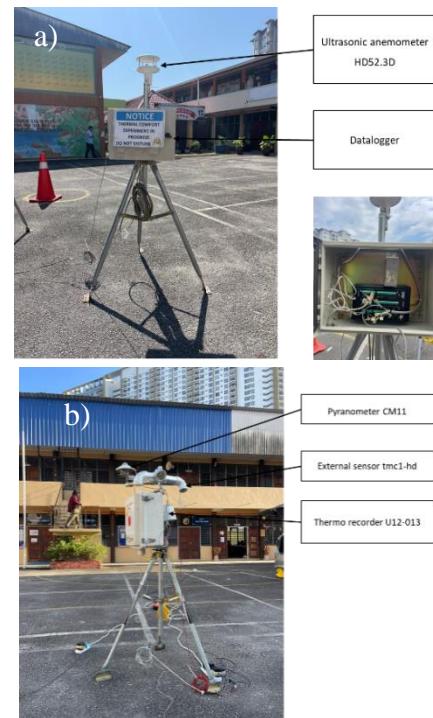 a)
Ultrasonic anemometer
HD52.3D
NOTICE
THERMAL COMFORT
EXPERIMENT IN
PROGRESS
DO NOT DISTURB
Datalogger
b)
Pyranometer CM11
External sensor tmc1-hd
Thermo recorder U12-013